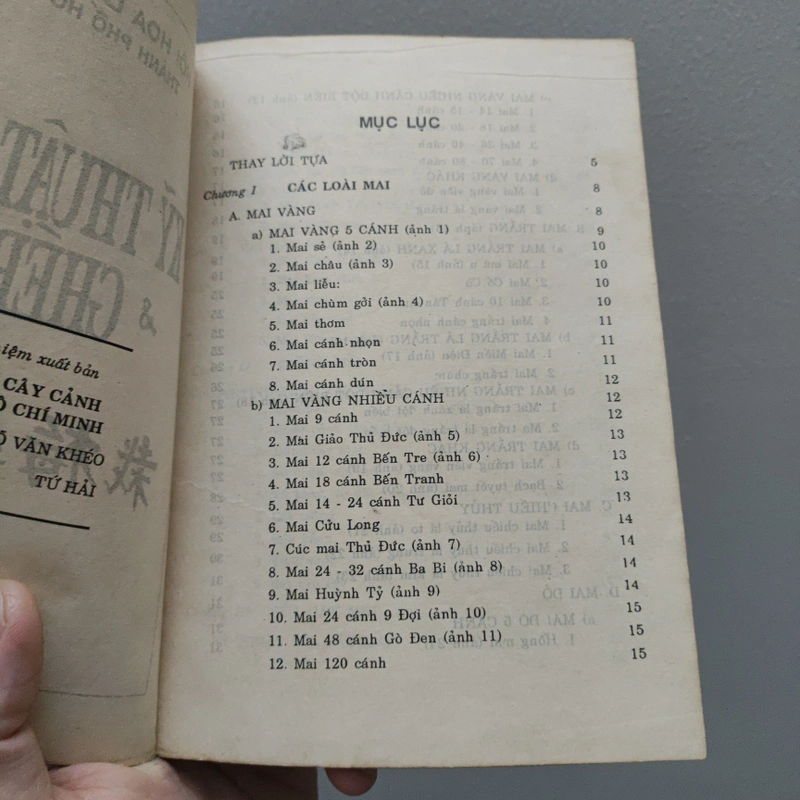 HOA
THÀNH PHỐ
THUẬT
&
xuất bản
CÂY CẢNH
CHÍ MINH
VĂN KHÉO
TỨ HẢI
MỤC LỤC
THAY LỜI TỰA 5
Chương I CÁC LOÀI MAI 8
A. MAI VÀNG 8
a) MAI VÀNG 5 CÁNH (ảnh 1) 9
1. Mai sẻ (ảnh 2) 10
2. Mai châu (ảnh 3) 10
3. Mai liễu: 10
4. Mai chùm gởi (ảnh 4) 10
5. Mai thơm 11
6. Mai cánh nhọn 11
7. Mai cánh tròn 11
8. Mai cánh dún 12
b) MAI VÀNG NHIỀU CÁNH 12
1. Mai 9 cánh 12
2. Mai Giảo Thủ Đức (ảnh 5) 13
3. Mai 12 cánh Bến Tre (ảnh 6) 13
4. Mai 18 cánh Bến Tranh 13
5. Mai 14 - 24 cánh Tư Giỏi 13
6. Mai Cửu Long 14
7. Cúc mai Thủ Đức (ảnh 7) 14
8. Mai 24 - 32 cánh Ba Bi (ảnh 8) 14
9. Mai Huỳnh Tỷ (ảnh 9) 14
10. Mai 24 cánh 9 Đợi (ảnh 10) 15
11. Mai 48 cánh Gò Đen (ảnh 11) 15
12. Mai 120 cánh 15